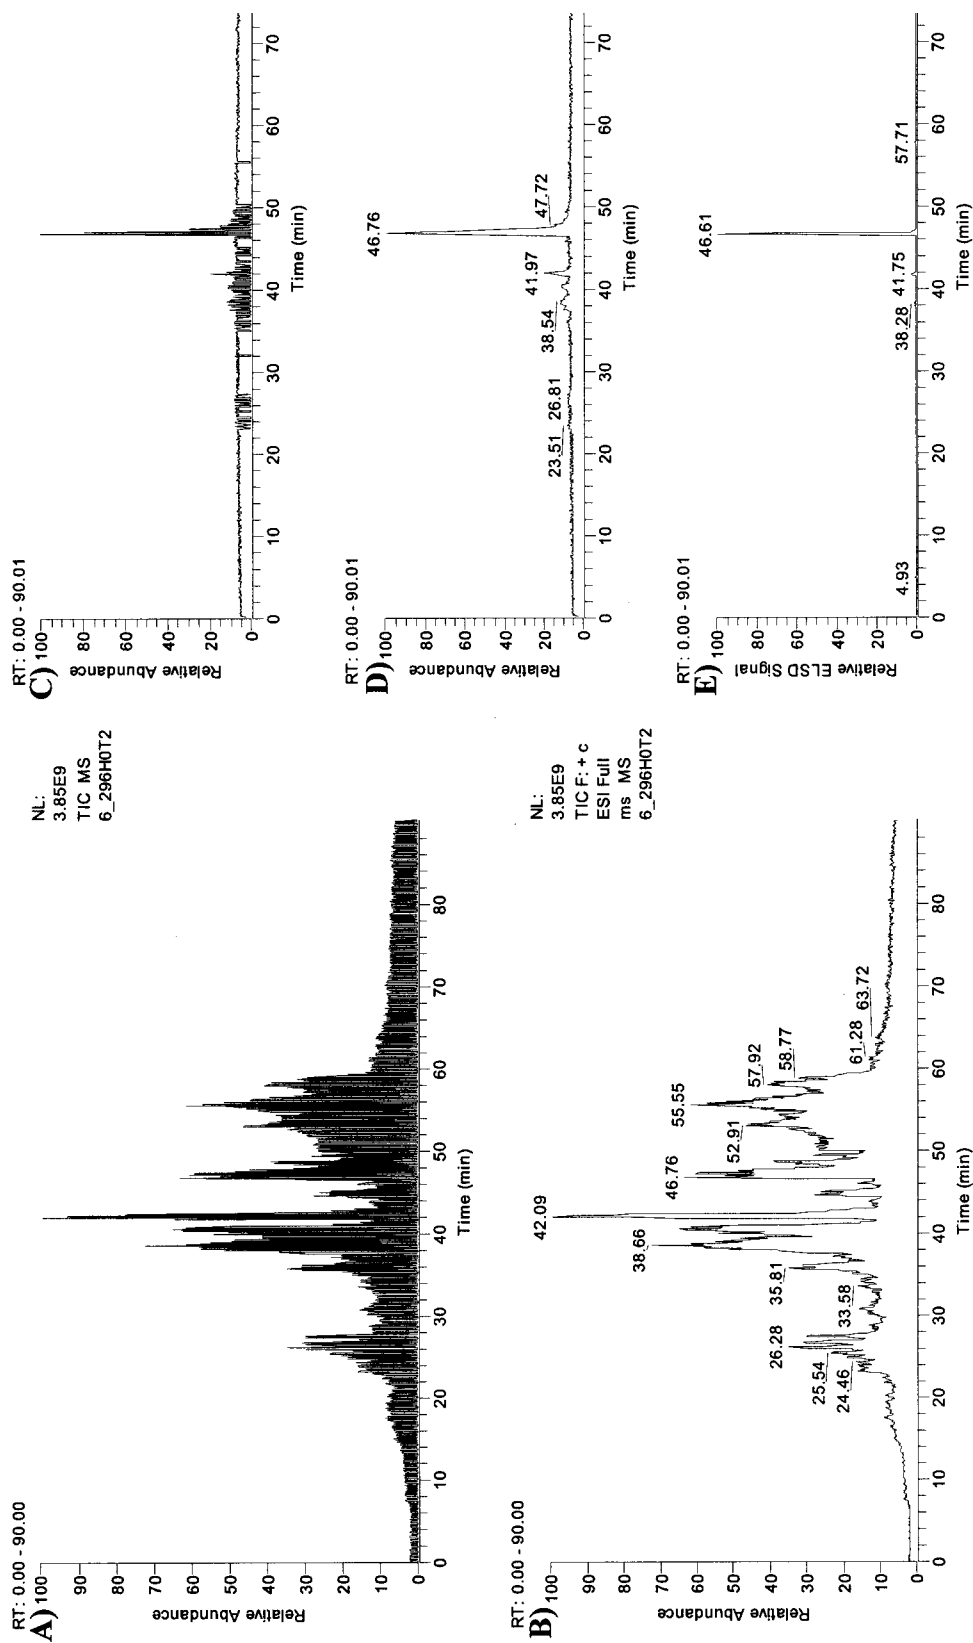 A)
RT: 0.00 - 90.00
NL:
3.85E9
TIC MS
6_296H0T2
Relative Abundance
100
90
80
70
60
50
40
30
20
10
0
0 10 20 30 40 50 60 70 80
Time (min)
B)
RT: 0.00 - 90.00
NL:
3.85E9
TIC F: + c
ESI Full
ms MS
6_296H0T2
Relative Abundance
100
90
80
70
60
50
40
30
20
10
0
24.46
25.54
26.28
33.58
35.81
38.66
42.09
46.76
52.91
55.55
57.92
58.77
61.28
63.72
0 10 20 30 40 50 60 70 80
Time (min)
C)
RT: 0.00 - 90.01
Relative Abundance
100
80
60
40
20
0
0 10 20 30 40 50 60 70
Time (min)
D)
RT: 0.00 - 90.01
Relative Abundance
100
80
60
40
20
0
23.51
26.81
38.54
41.97
46.76
47.72
0 10 20 30 40 50 60 70
Time (min)
E)
RT: 0.00 - 90.01
Relative ELSD Signal
100
80
60
40
20
0
4.93
38.28
41.75
46.61
57.71
0 10 20 30 40 50 60 70
Time (min)